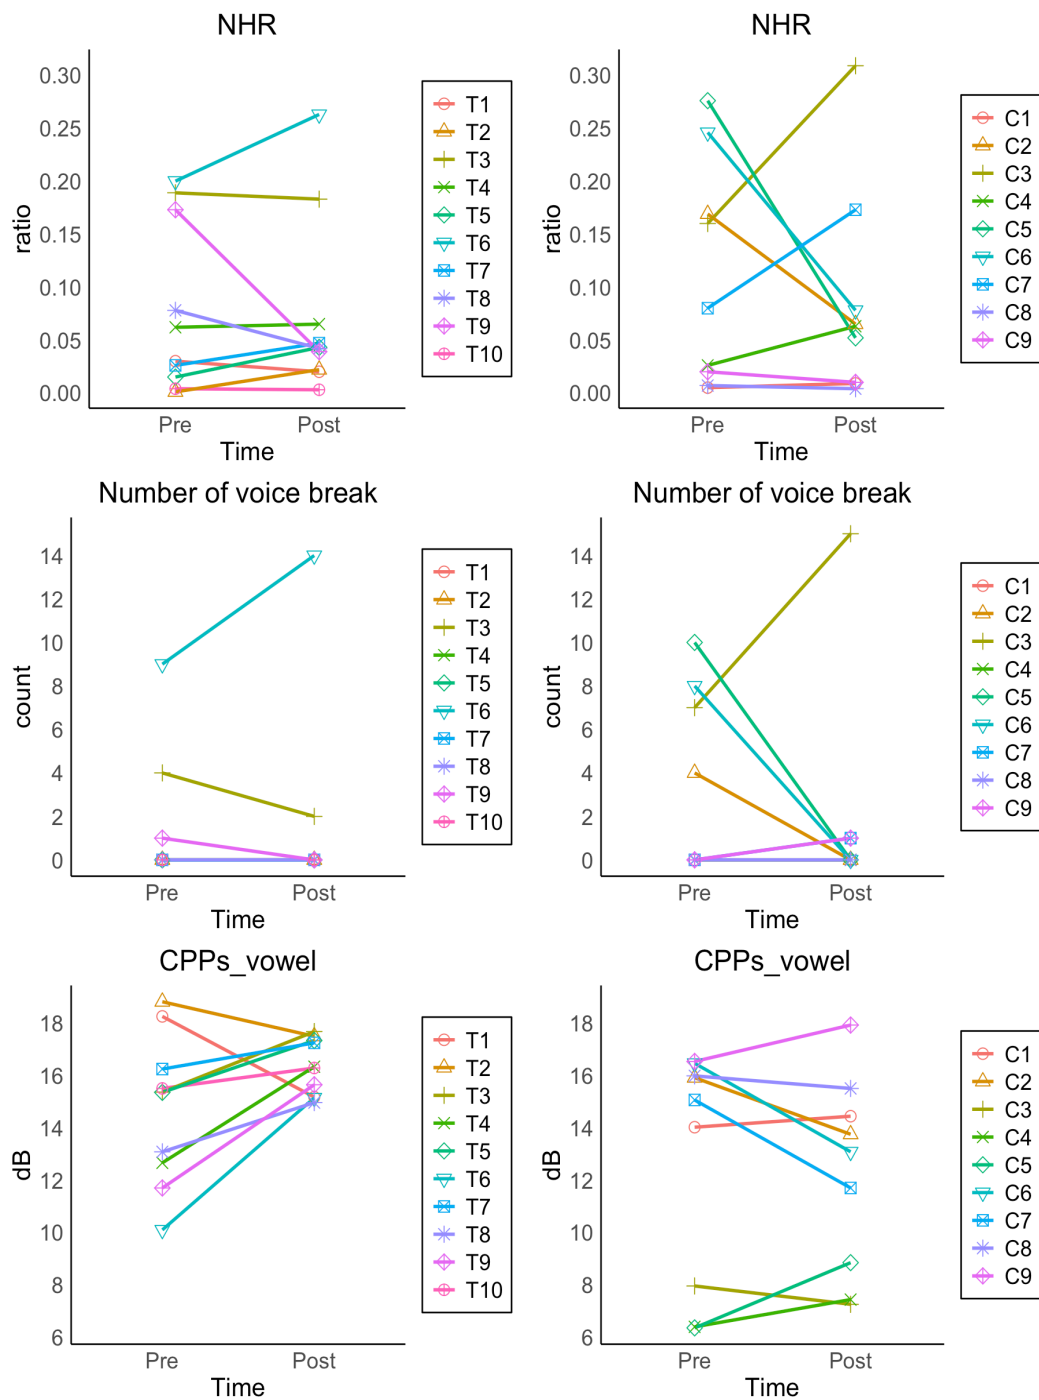 NHR
0.30
0.25
0.20
0.15
0.10
0.05
0.00
ratio
Pre Post
Time
T1
T2
T3
T4
T5
T6
T7
T8
T9
T10
NHR
0.30
0.25
0.20
0.15
0.10
0.05
0.00
ratio
Pre Post
Time
C1
C2
C3
C4
C5
C6
C7
C8
C9
Number of voice break
14
12
10
8
6
4
2
0
count
Pre Post
Time
T1
T2
T3
T4
T5
T6
T7
T8
T9
T10
Number of voice break
14
12
10
8
6
4
2
0
count
Pre Post
Time
C1
C2
C3
C4
C5
C6
C7
C8
C9
CPPs_vowel
18
16
14
12
10
8
6
dB
Pre Post
Time
T1
T2
T3
T4
T5
T6
T7
T8
T9
T10
CPPs_vowel
18
16
14
12
10
8
6
dB
Pre Post
Time
C1
C2
C3
C4
C5
C6
C7
C8
C9